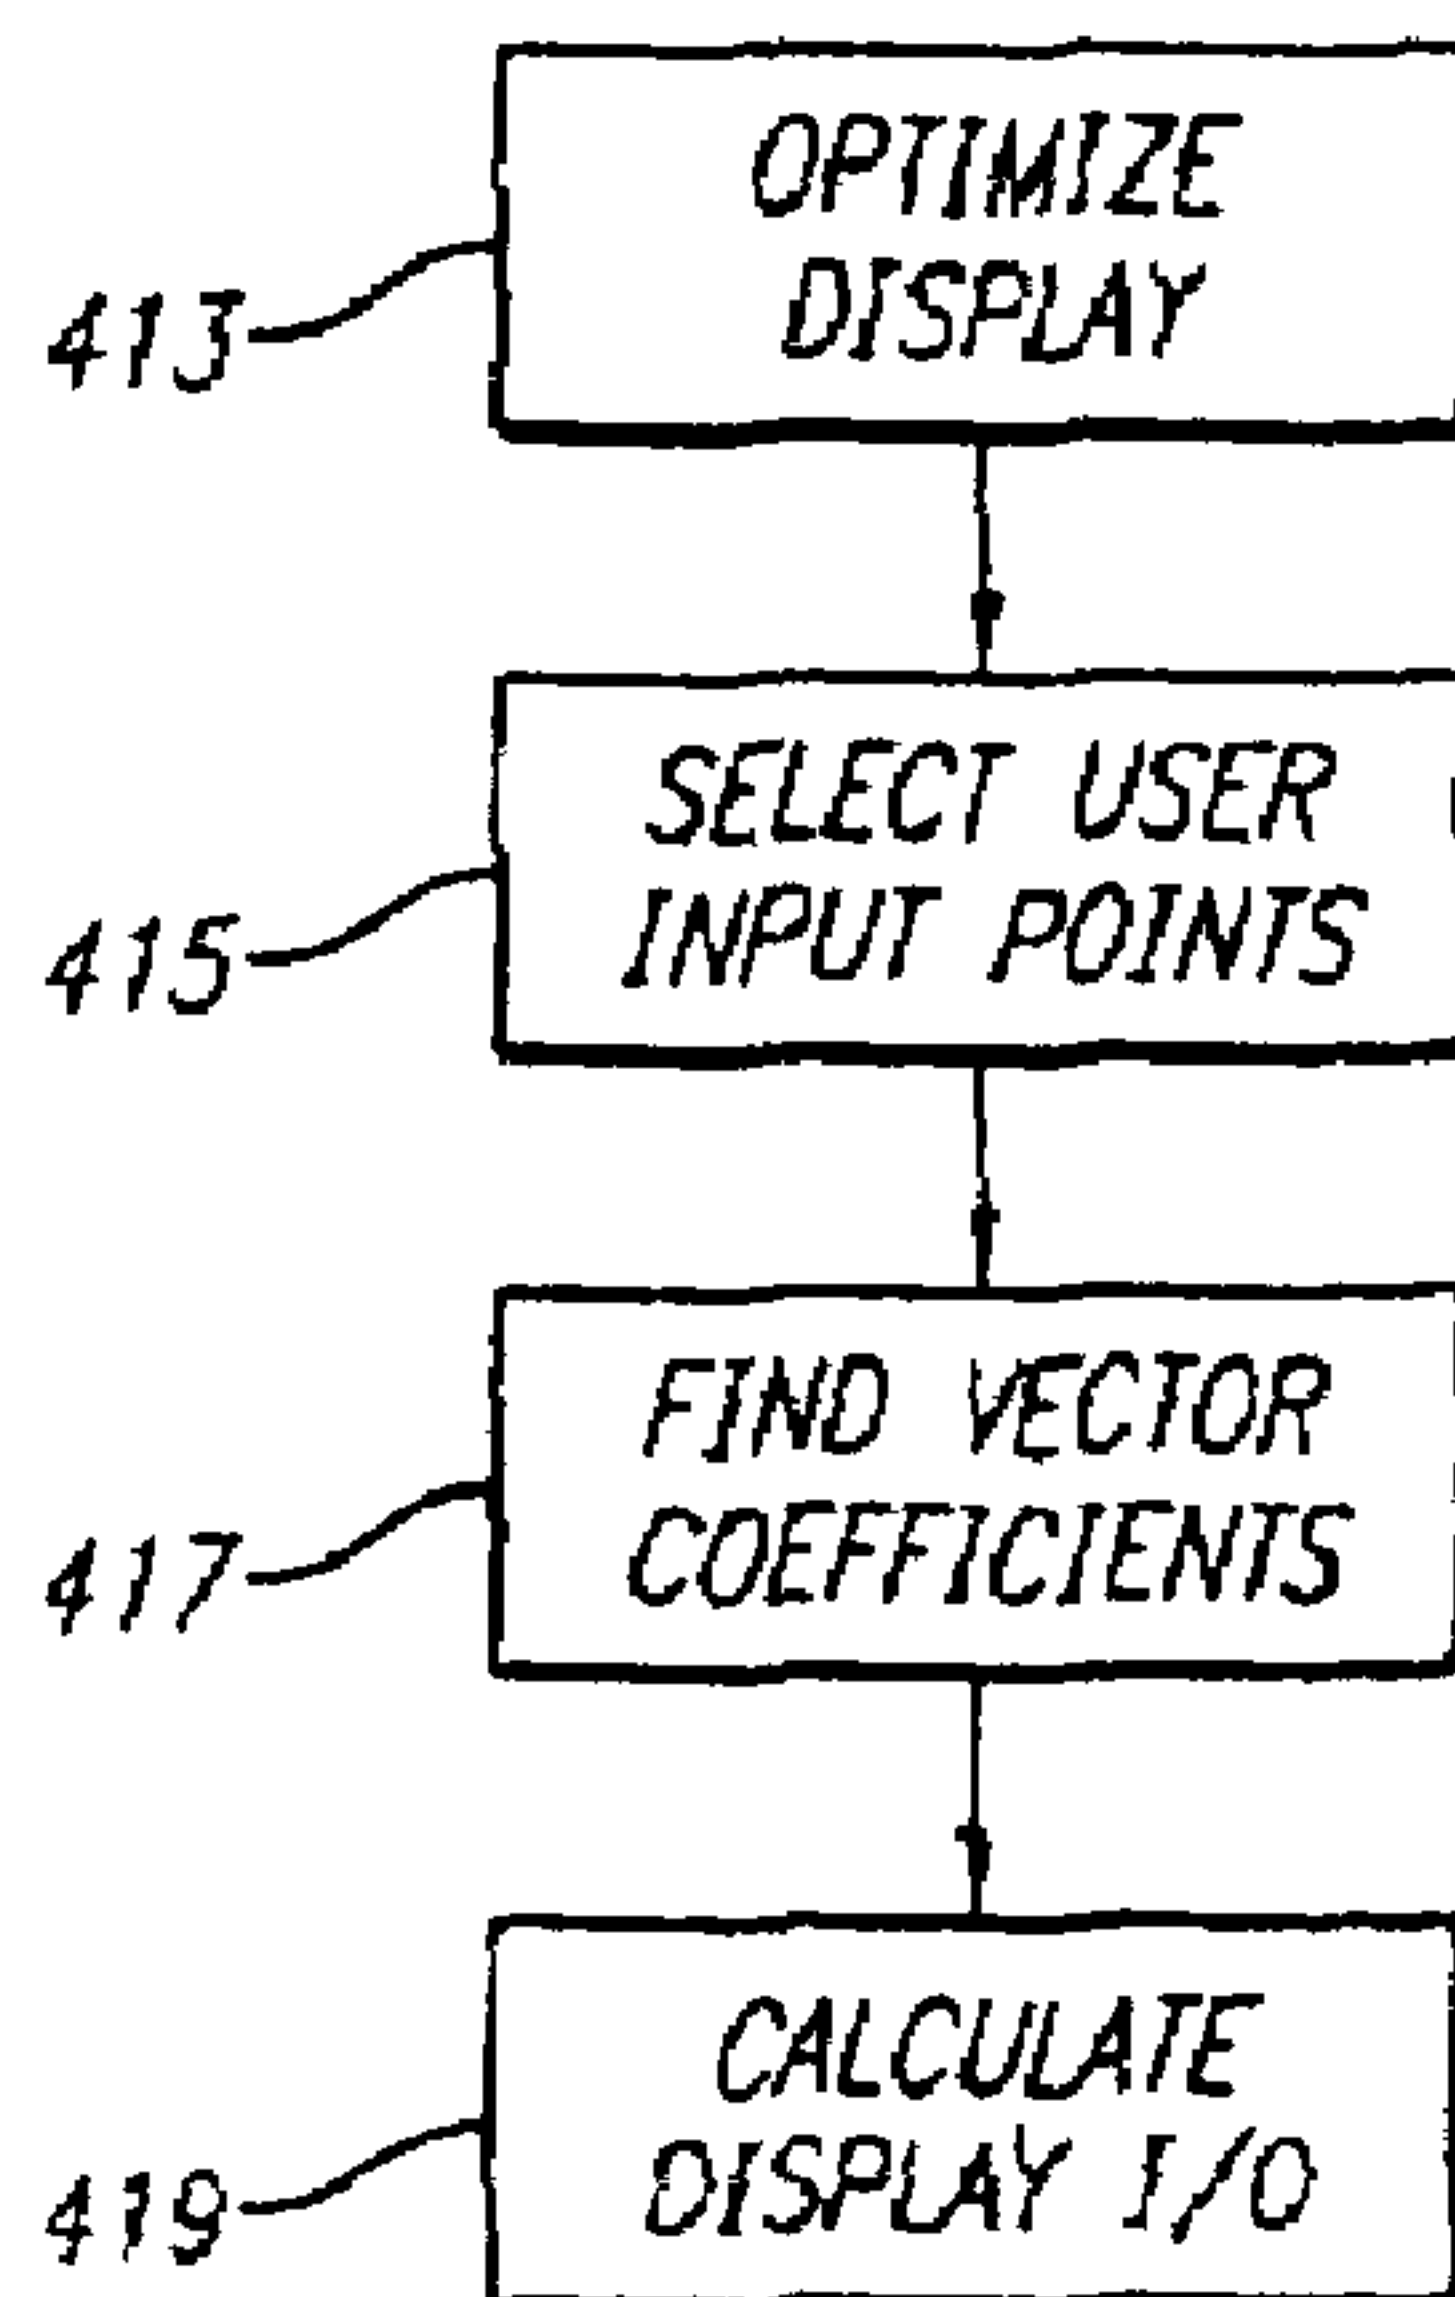 OPTIMIZE
DISPLAY
413
SELECT USER
INPUT POINTS
415
FIND VECTOR
COEFFICIENTS
417
CALCULATE
DISPLAY I/O
419